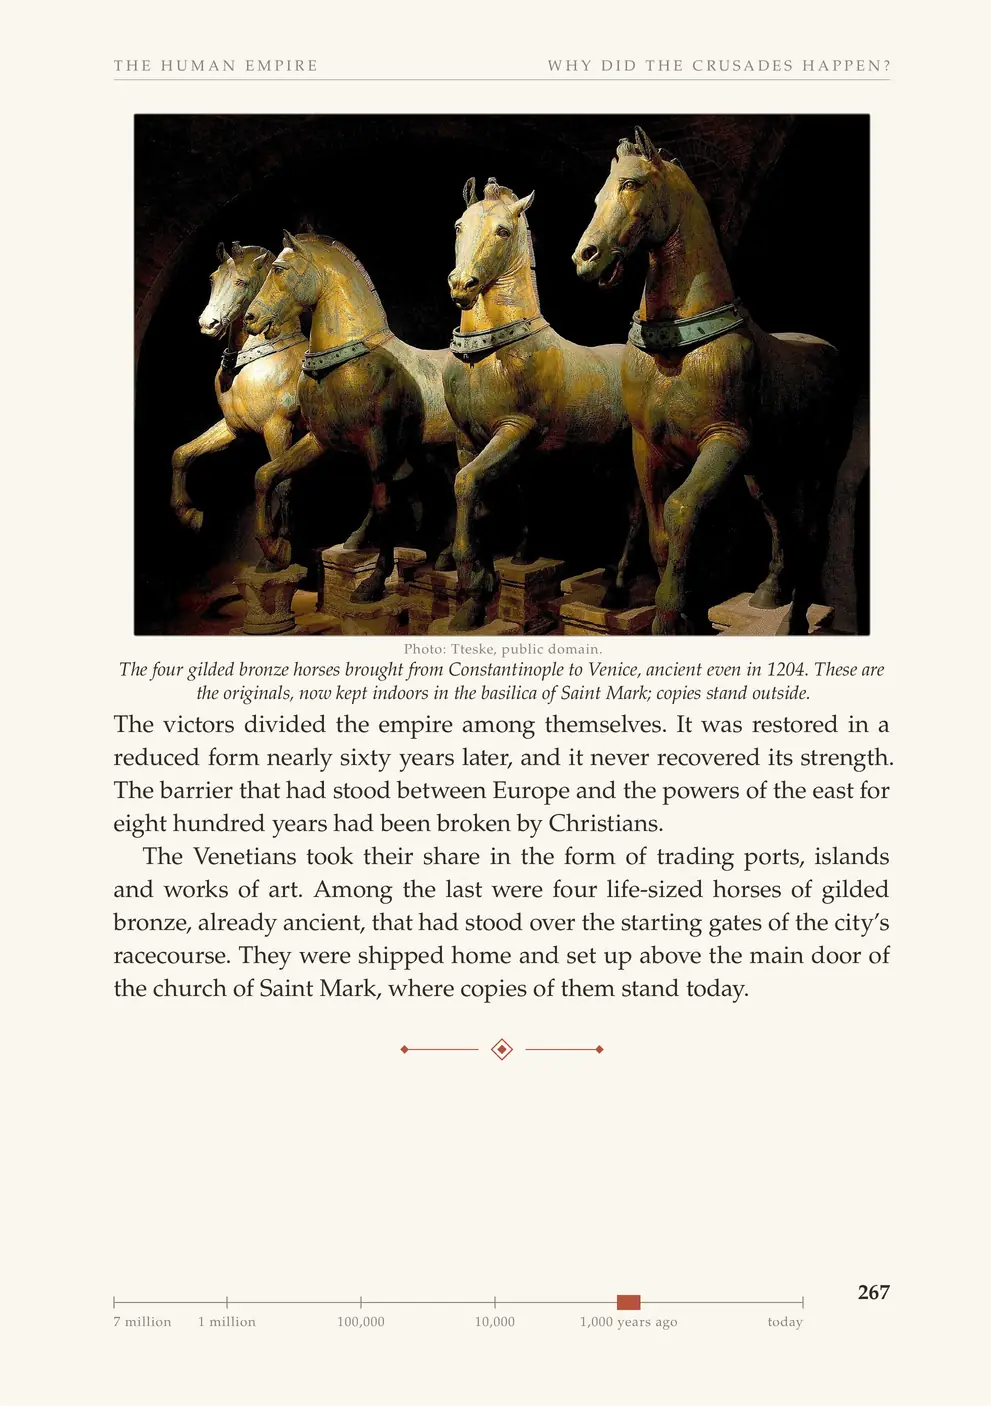 THE HUMAN EMPIRE
WHY DID THE CRUSADES HAPPEN?
Photo: Tteske, public domain.
The four gilded bronze horses brought from Constantinople to Venice, ancient even in 1204. These are
the originals, now kept indoors in the basilica of Saint Mark; copies stand outside.
The victors divided the empire among themselves. It was restored in a
reduced form nearly sixty years later, and it never recovered its strength.
The barrier that had stood between Europe and the powers of the east for
eight hundred years had been broken by Christians.
The Venetians took their share in the form of trading ports, islands
and works of art. Among the last were four life-sized horses of gilded
bronze, already ancient, that had stood over the starting gates of the city’s
racecourse. They were shipped home and set up above the main door of
the church of Saint Mark, where copies of them stand today.
267
7 million 1 million 100,000 10,000 1,000 years ago today